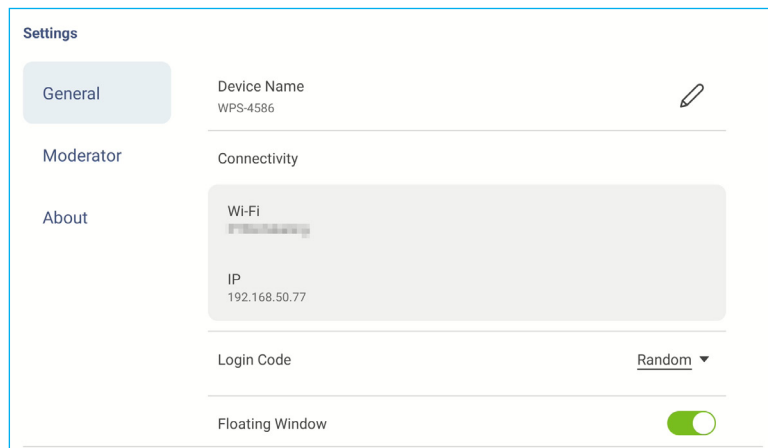 Settings
General
Device Name
WPS-4586
Moderator
Connectivity
About
Wi-Fi
IP
192.168.50.77
Login Code
Random
Floating Window